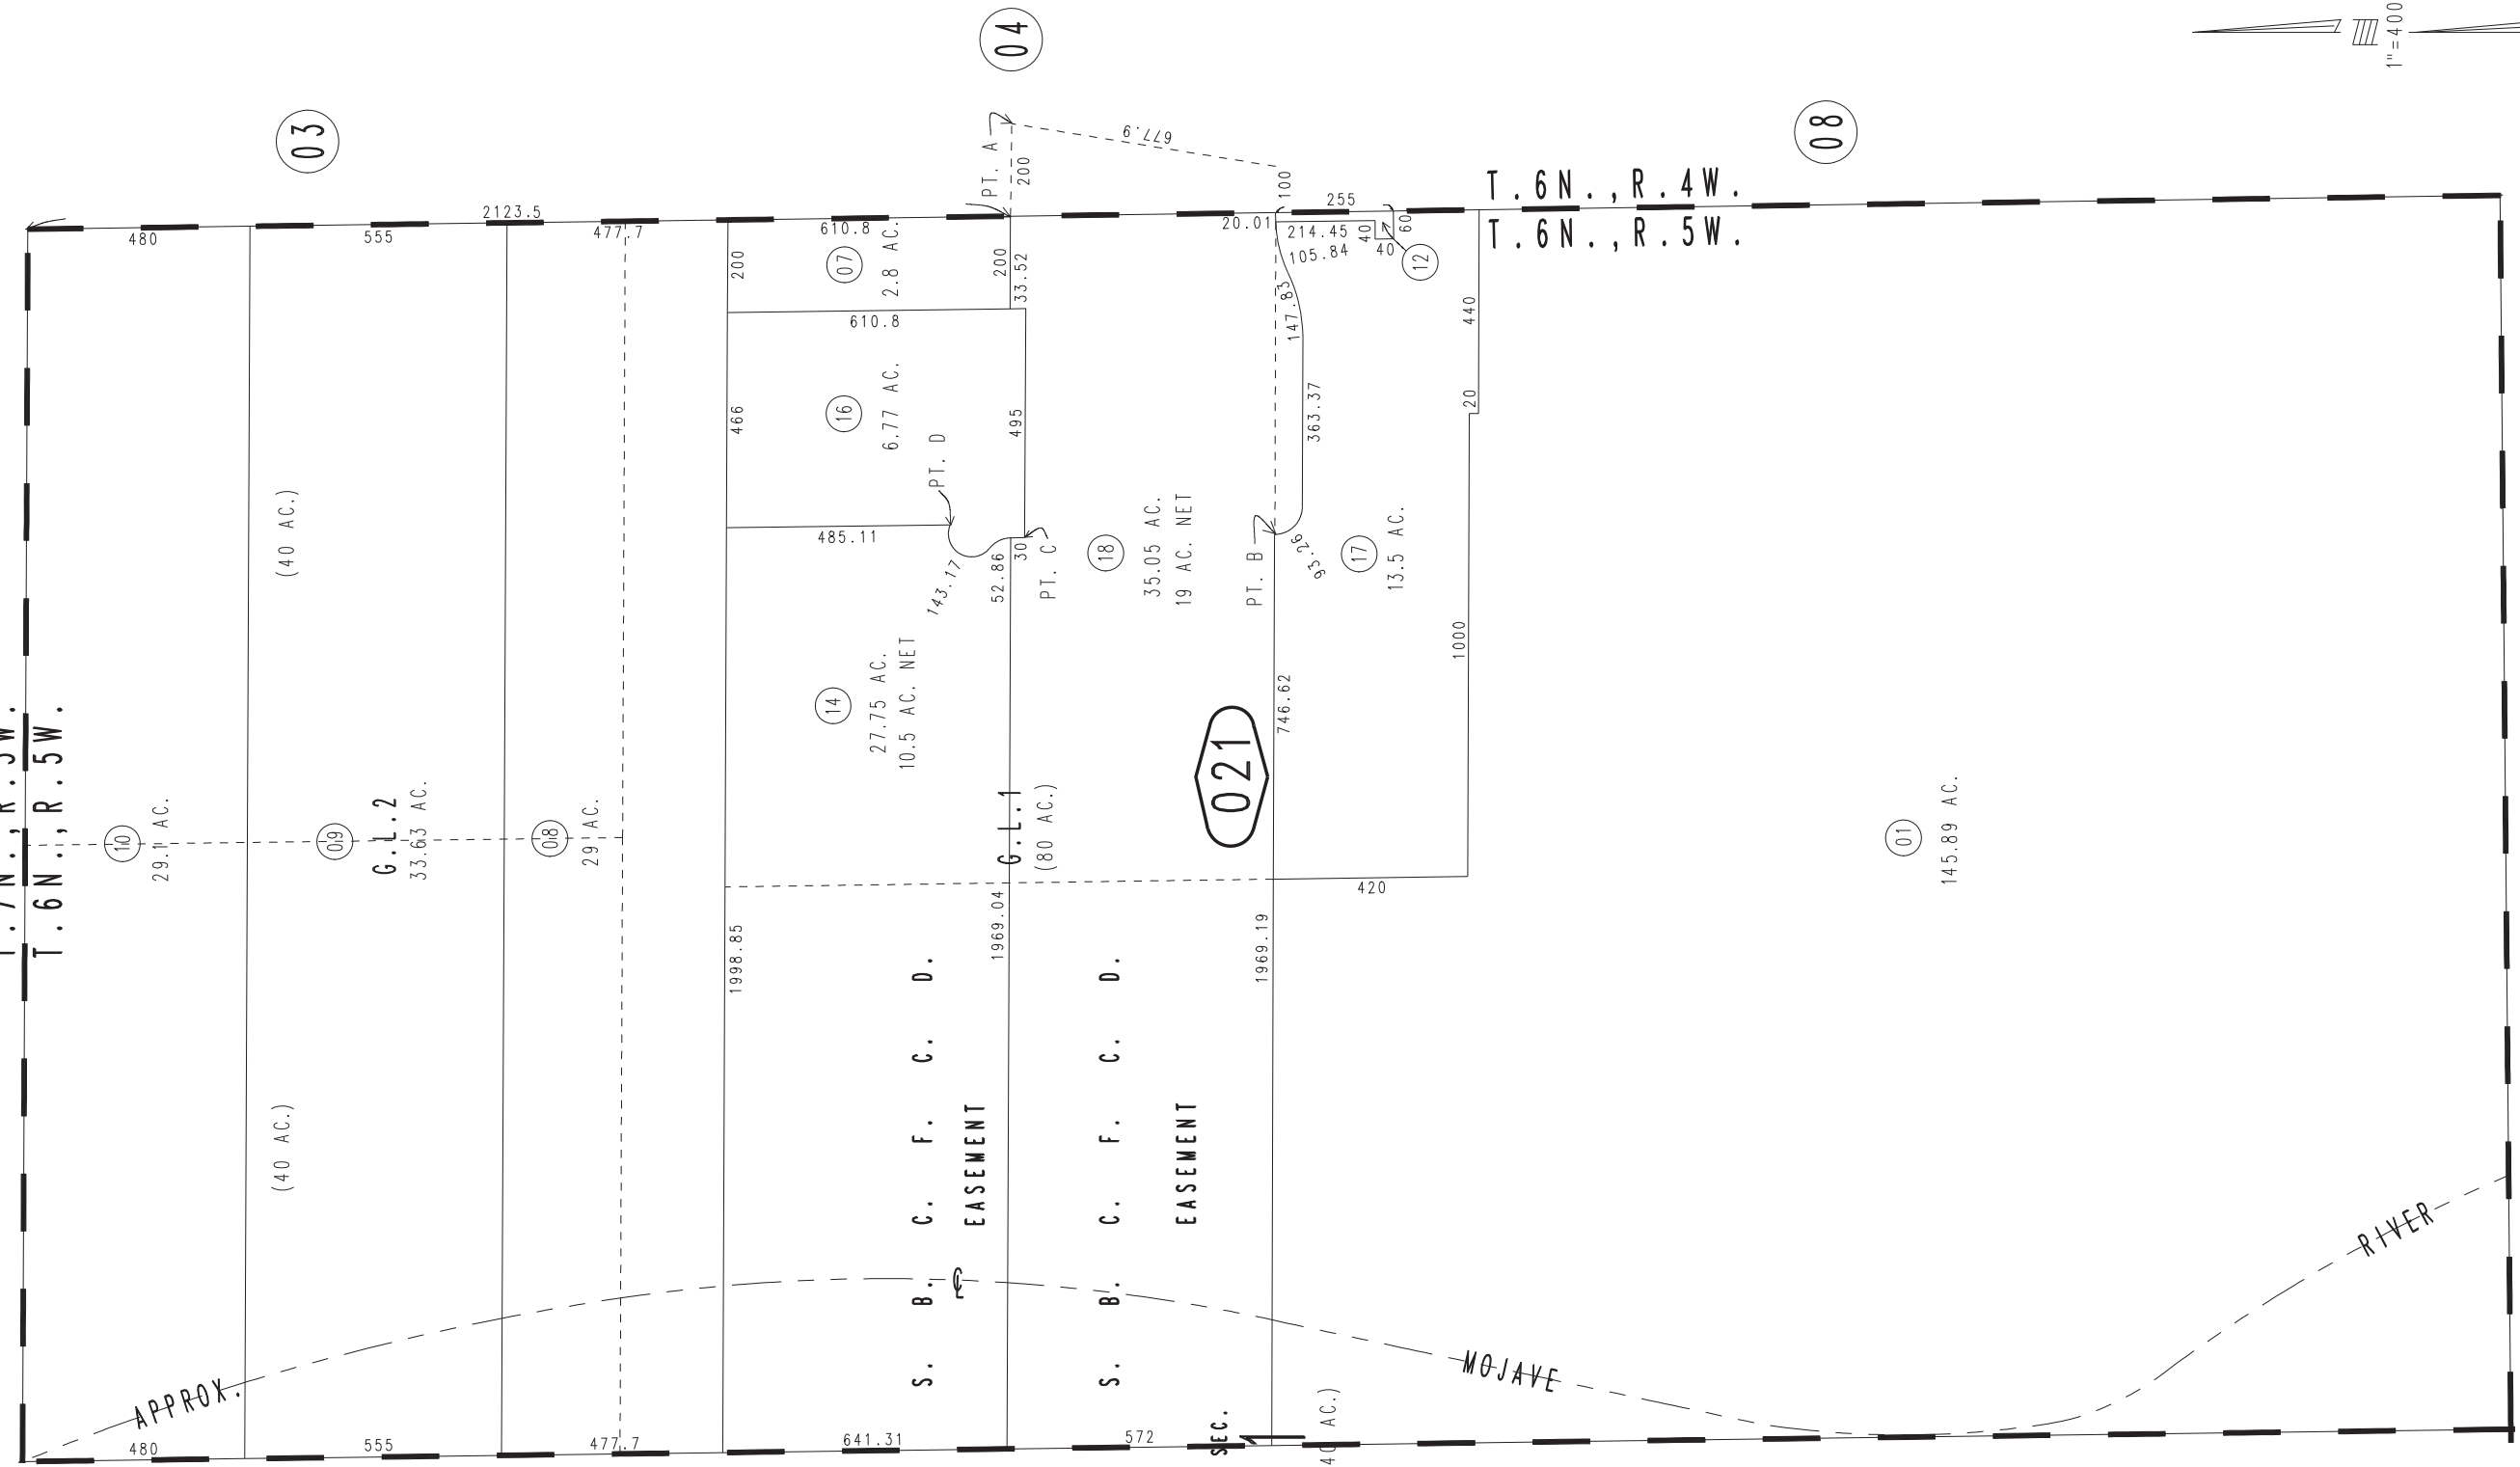 03
04
08
1"=400
T.6N.,R.4W.
T.6N.,R.5W.
T.6N.,R.5W.
480
555
2123.5
477.7
610.8
PT. A
200
677.9
100
255
20.01
214.45
40
60
40
105.84
12
200
07
2.8 AC.
200
33.52
610.8
147.83
440
466
16
6.77 AC.
495
363.37
20
PT. D
(40 AC.)
485.11
143.17
52.86
30
PT. C
18
35.05 AC.
19 AC. NET
PT. B
93.26
17
13.5 AC.
1000
14
27.75 AC.
10.5 AC. NET
746.62
021
10
29.1 AC.
09
G.L.2
33.63 AC.
08
29 AC.
G.L.1
(80 AC.)
01
145.89 AC.
420
1998.85
1969.04
1969.19
S. B. C. F. C. D.
EASEMENT
S. B. C. F. C. D.
EASEMENT
(40 AC.)
APPROX.
℄
MOJAVE
RIVER
SEC. 1
(40 AC.)
480
555
477.7
641.31
572